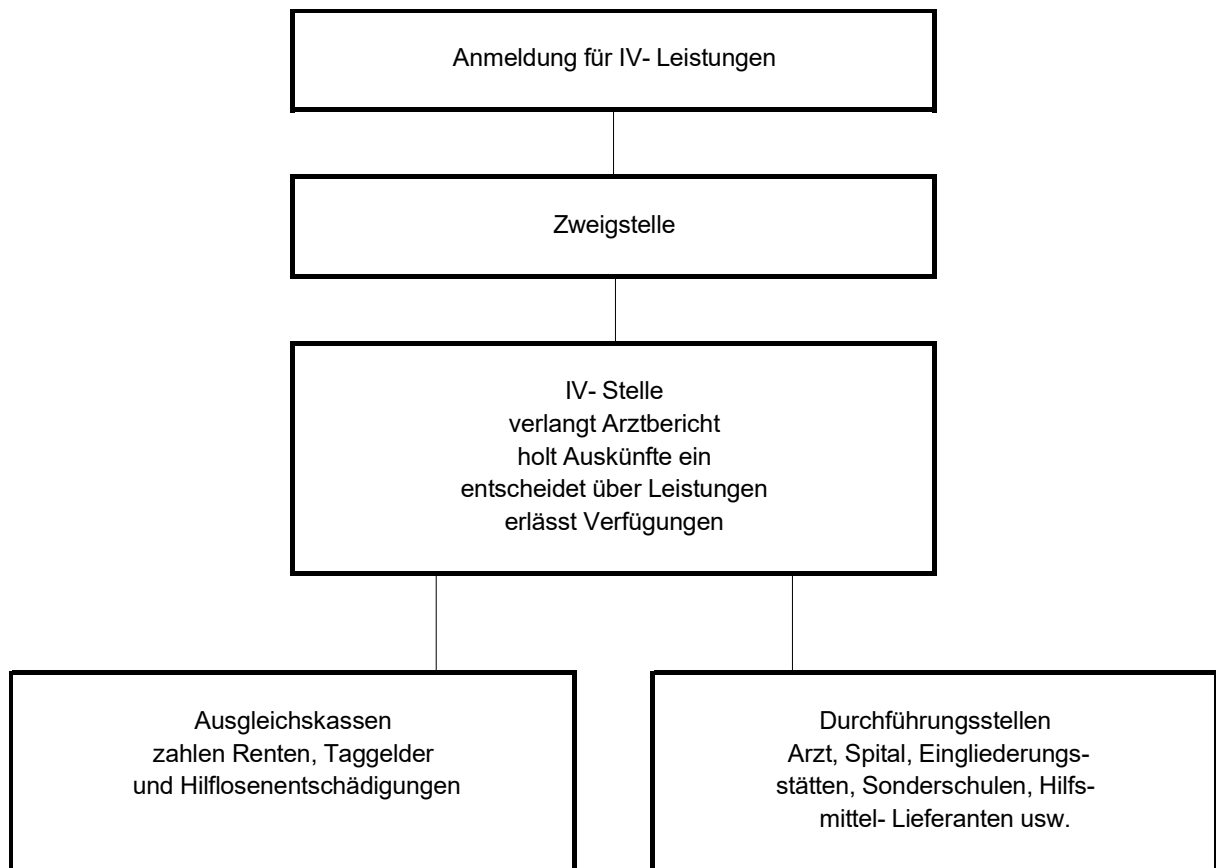 Anmeldung für IV- Leistungen
Zweigstelle
IV- Stelle
verlangt Arztbericht
holt Auskünfte ein
entscheidet über Leistungen
erlässt Verfügungen
Ausgleichskassen
zahlen Renten, Taggelder
und Hilflosenentschädigungen
Durchführungsstellen
Arzt, Spital, Eingliederungs-
stätten, Sonderschulen, Hilfs-
mittel- Lieferanten usw.